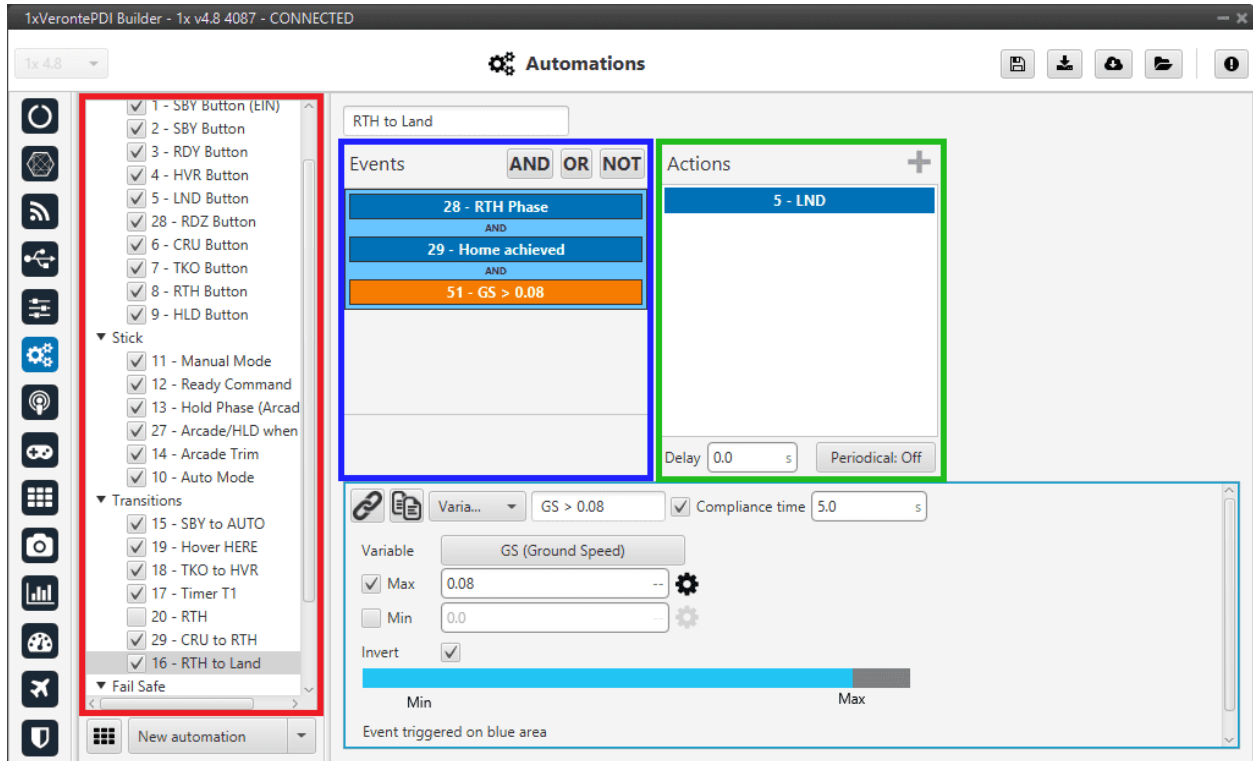 1xVerontePDI Builder - 1x v4.8 4087 - CONNECTED
1x 4.8
Automations
1 - SBY Button (EIN)
2 - SBY Button
3 - RDY Button
4 - HVR Button
5 - LND Button
28 - RDZ Button
6 - CRU Button
7 - TKO Button
8 - RTH Button
9 - HLD Button
Stick
11 - Manual Mode
12 - Ready Command
13 - Hold Phase (Arcad
27 - Arcade/HLD when
14 - Arcade Trim
10 - Auto Mode
Transitions
15 - SBY to AUTO
19 - Hover HERE
18 - TKO to HVR
17 - Timer T1
20 - RTH
29 - CRU to RTH
16 - RTH to Land
Fail Safe
New automation
RTH to Land
Events AND OR NOT
28 - RTH Phase
AND
29 - Home achieved
AND
51 - GS > 0.08
Actions
5 - LND
Delay 0.0 s Periodical: Off
Varia... GS > 0.08 Compliance time 5.0 s
Variable GS (Ground Speed)
Max 0.08 --
Min 0.0 --
Invert
Min Max
Event triggered on blue area